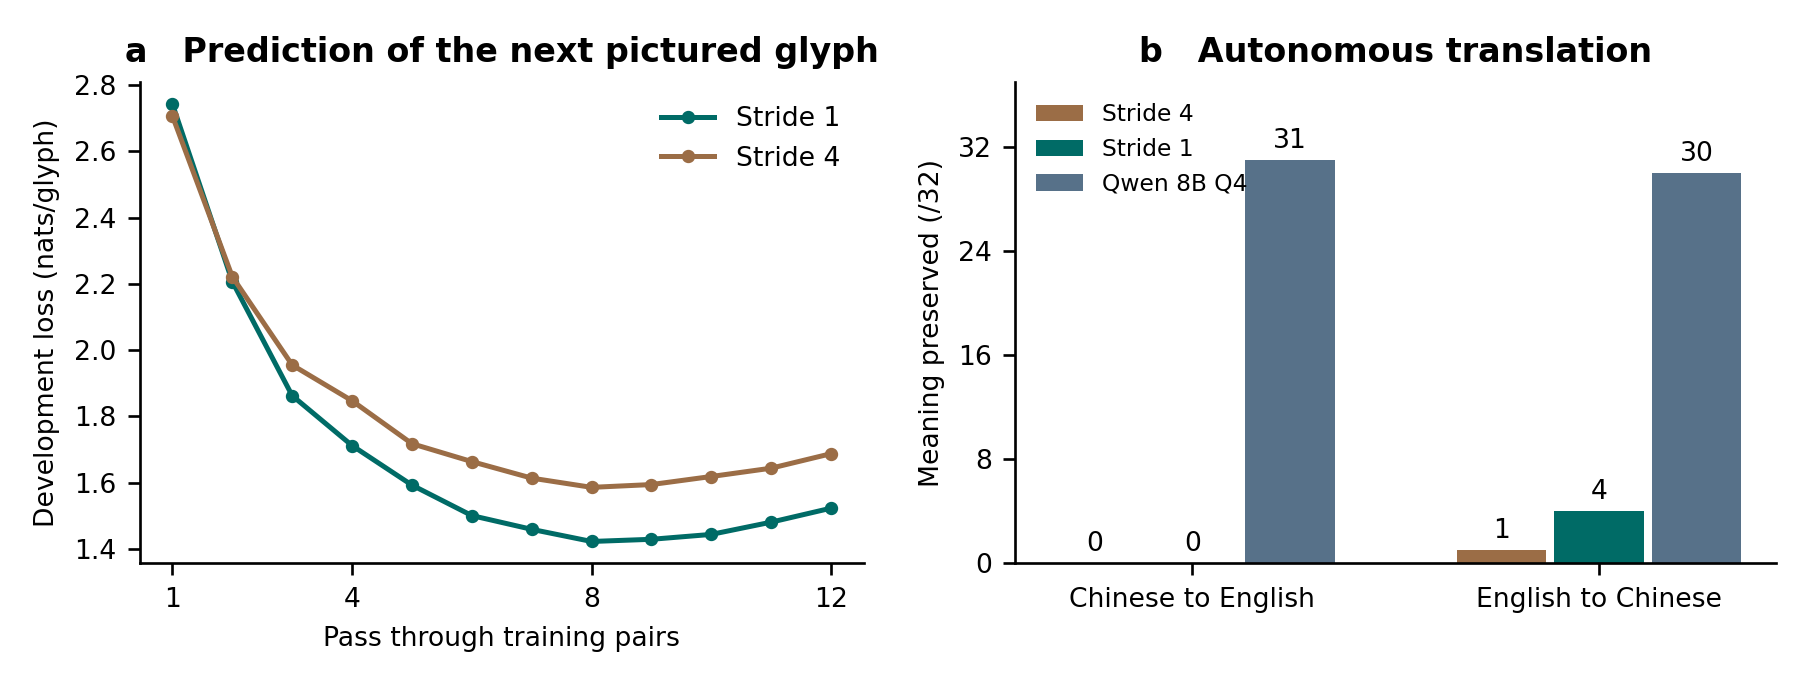 a Prediction of the next pictured glyph
Development loss (nats/glyph)
2.8
2.6
2.4
2.2
2.0
1.8
1.6
1.4
Stride 1
Stride 4
1 4 8 12
Pass through training pairs
b Autonomous translation
Meaning preserved (/32)
32
24
16
8
0
Stride 4
Stride 1
Qwen 8B Q4
0 0 31
1 4 30
Chinese to English English to Chinese